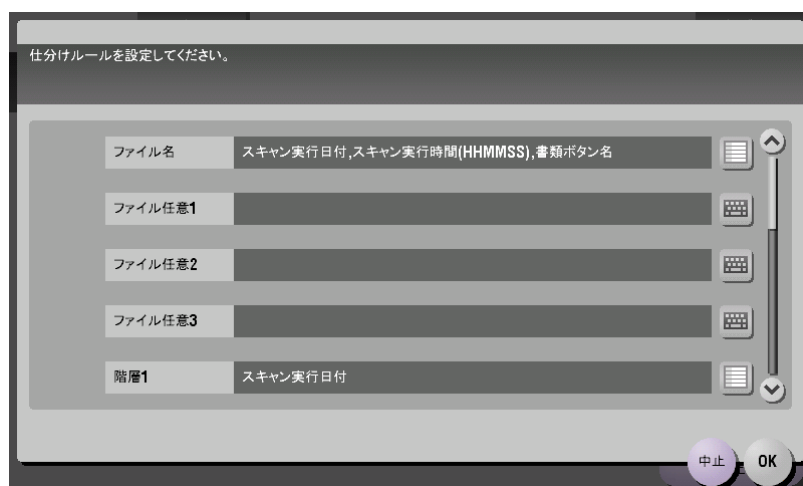 仕分けルールを設定してください。
ファイル名 スキャン実行日付,スキャン実行時間(HHMMSS),書類ボタン名
ファイル任意1
ファイル任意2
ファイル任意3
階層1 スキャン実行日付
中止 OK